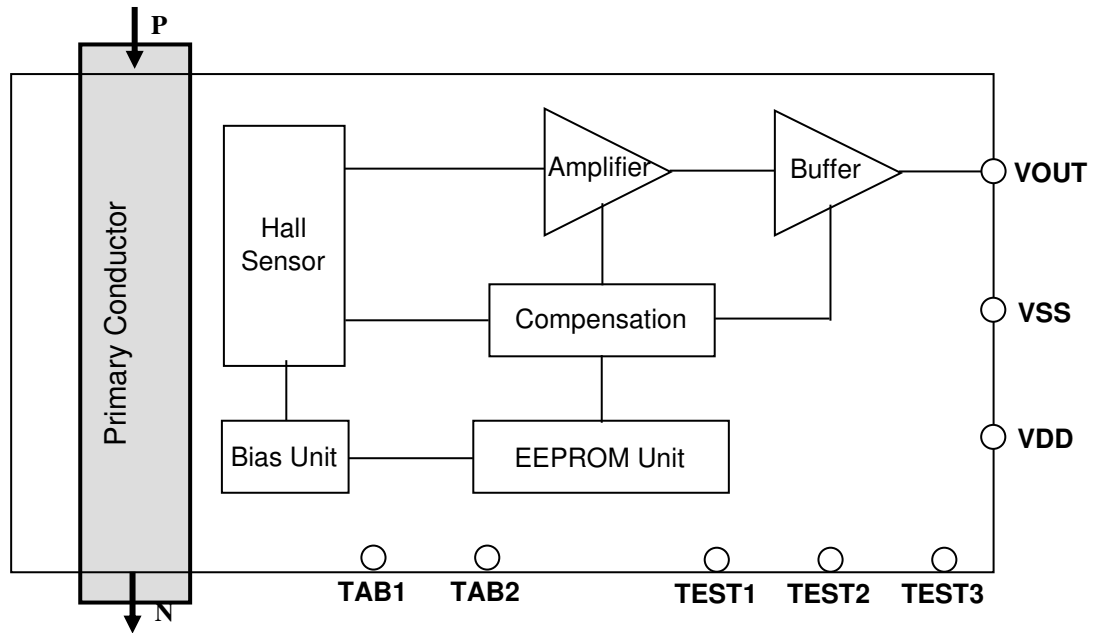 P
Primary Conductor
Hall
Sensor
Amplifier
Buffer
VOUT
Compensation
VSS
Bias Unit
EEPROM Unit
VDD
TAB1
TAB2
TEST1
TEST2
TEST3
N